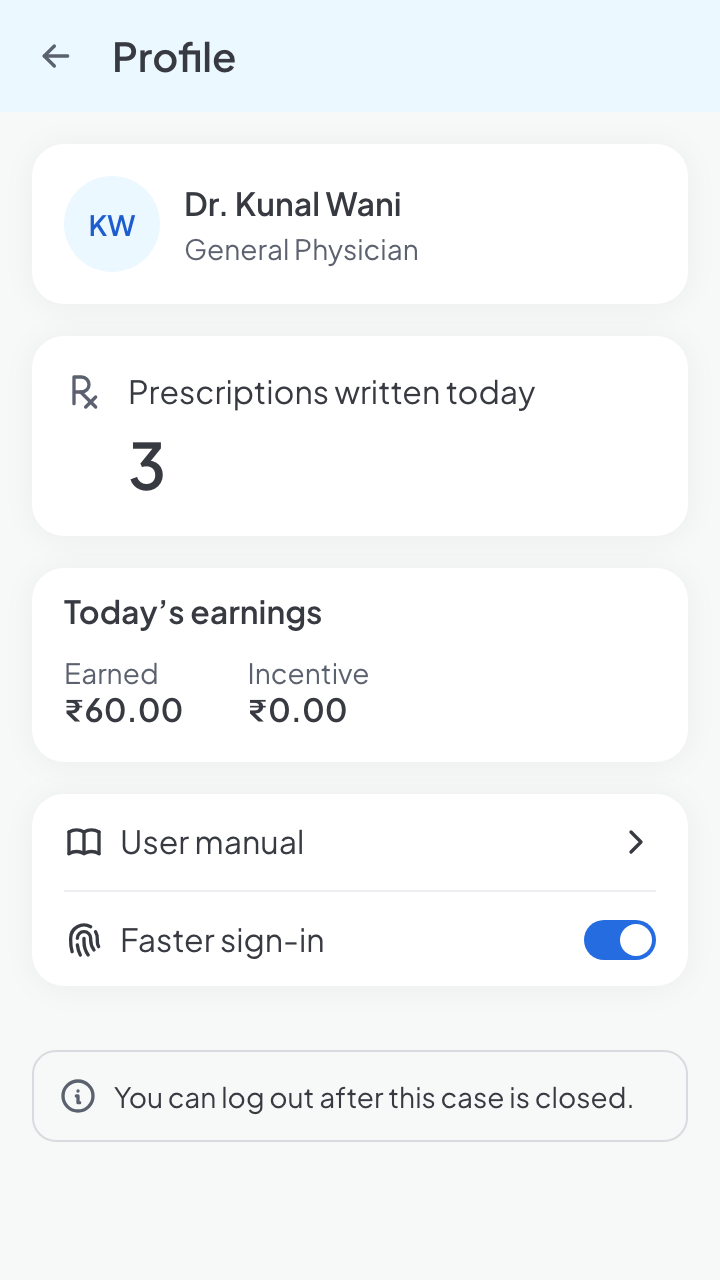 Profile
KW
Dr. Kunal Wani
General Physician
Prescriptions written today
3
Today’s earnings
Earned
Incentive
₹60.00
₹0.00
User manual
Faster sign-in
You can log out after this case is closed.